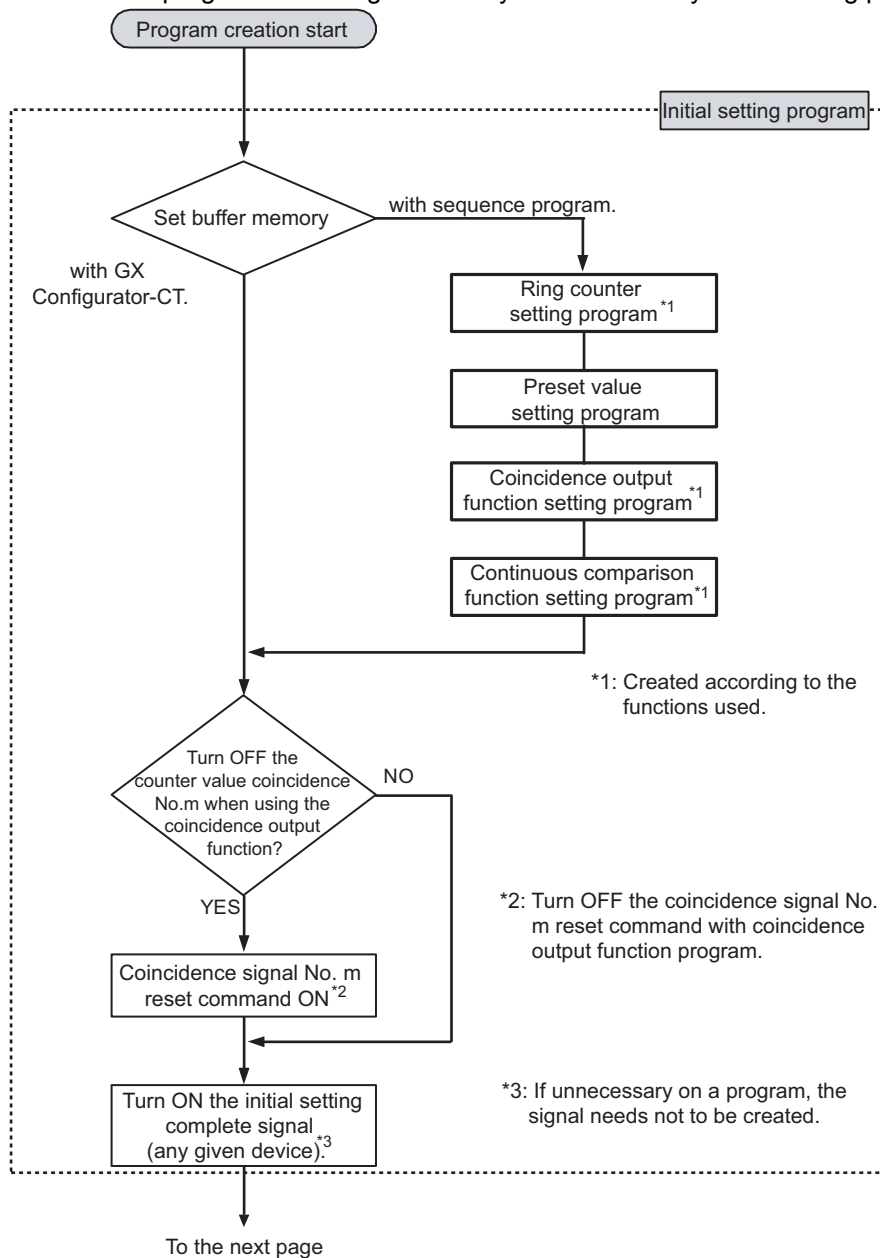 Program creation start
Initial setting program
Set buffer memory
with sequence program.
with GX
Configurator-CT.
Ring counter
setting program*1
Preset value
setting program
Coincidence output
function setting program*1
Continuous comparison
function setting program*1
*1: Created according to the
functions used.
Turn OFF the
counter value coincidence
No.m when using the
coincidence output
function?
NO
YES
*2: Turn OFF the coincidence signal No.
m reset command with coincidence
output function program.
Coincidence signal No. m
reset command ON*2
Turn ON the initial setting
complete signal
(any given device).*3
*3: If unnecessary on a program, the
signal needs not to be created.
To the next page